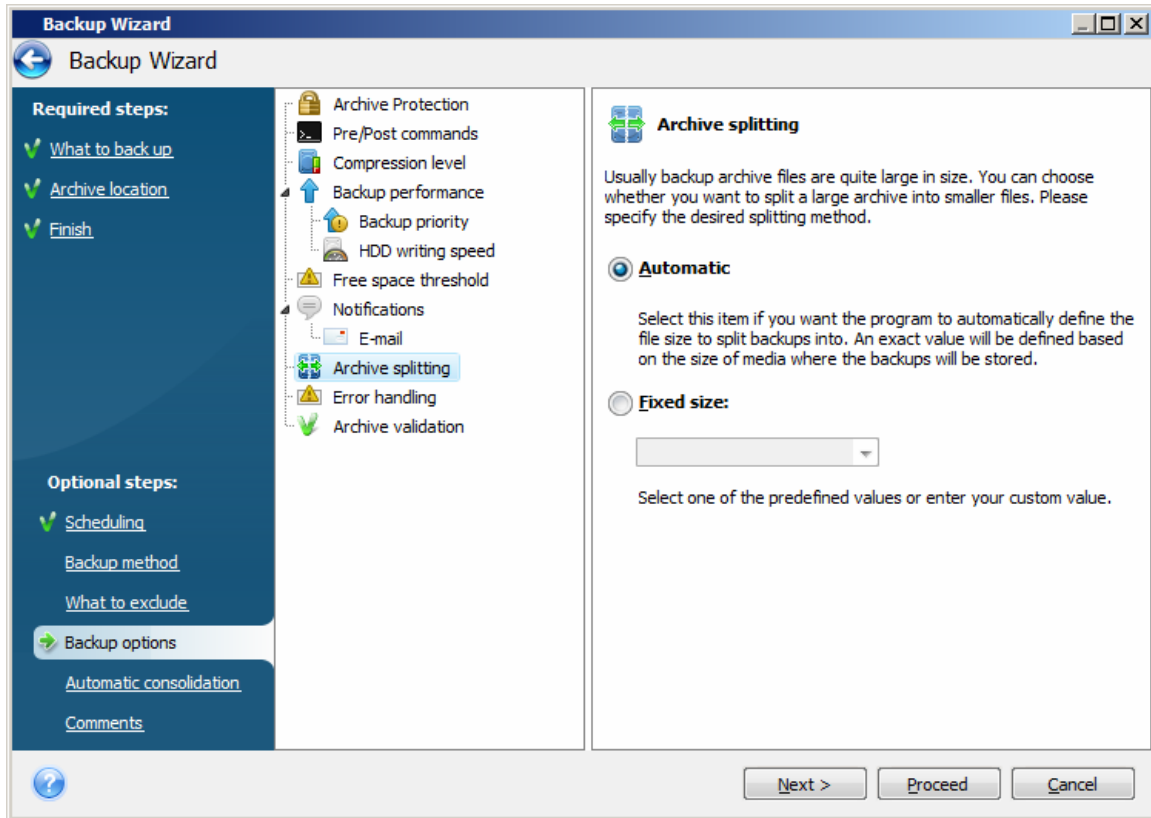 Backup Wizard
Backup Wizard
Required steps:
What to back up
Archive location
Finish
Optional steps:
Scheduling
Backup method
What to exclude
Backup options
Automatic consolidation
Comments
Archive Protection
Pre/Post commands
Compression level
Backup performance
Backup priority
HDD writing speed
Free space threshold
Notifications
E-mail
Archive splitting
Error handling
Archive validation
Archive splitting
Usually backup archive files are quite large in size. You can choose
whether you want to split a large archive into smaller files. Please
specify the desired splitting method.
Automatic
Select this item if you want the program to automatically define the
file size to split backups into. An exact value will be defined based
on the size of media where the backups will be stored.
Fixed size:
Select one of the predefined values or enter your custom value.
Next >
Proceed
Cancel